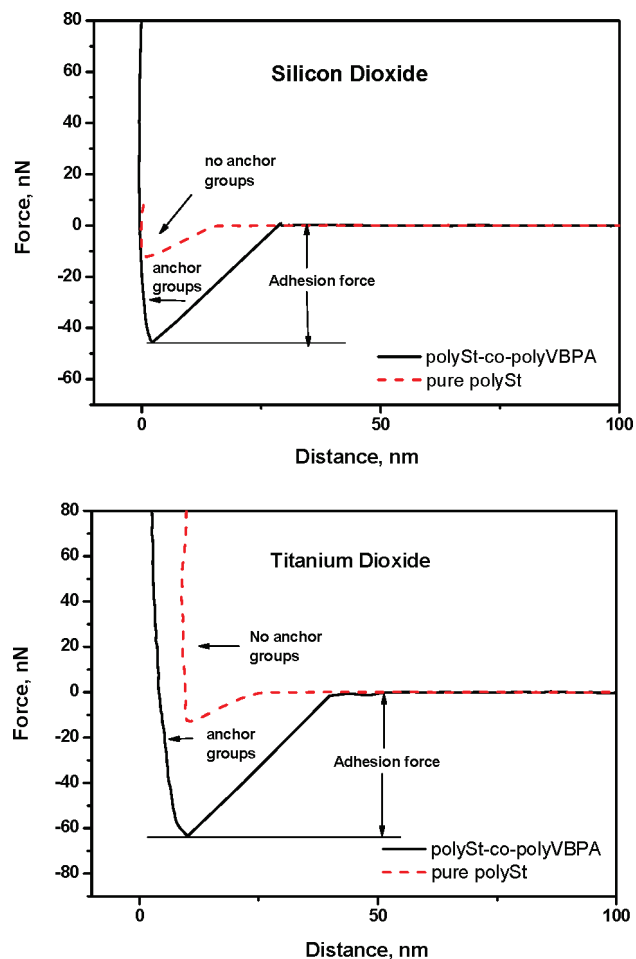 80
60
40
20
0
-20
-40
-60
Force, nN
Silicon Dioxide
no anchor
groups
anchor
groups
Adhesion force
polySt-co-polyVBPA
pure polySt
0
50
100
Distance, nm
80
60
40
20
0
-20
-40
-60
-80
Force, nN
Titanium Dioxide
No anchor
groups
anchor
groups
Adhesion force
polySt-co-polyVBPA
pure polySt
0
50
100
Distance, nm